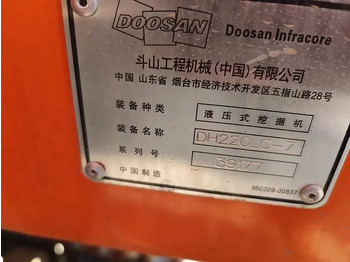 DOOSAN
Doosan Infracore
斗山工程机械(中国)有限公司
中国 山东省 烟台市经济技术开发区五指山路28号
装备种类 液压式挖掘机
装备名称 DH220LC-7
系列号 39177
中国制造
950209-00537